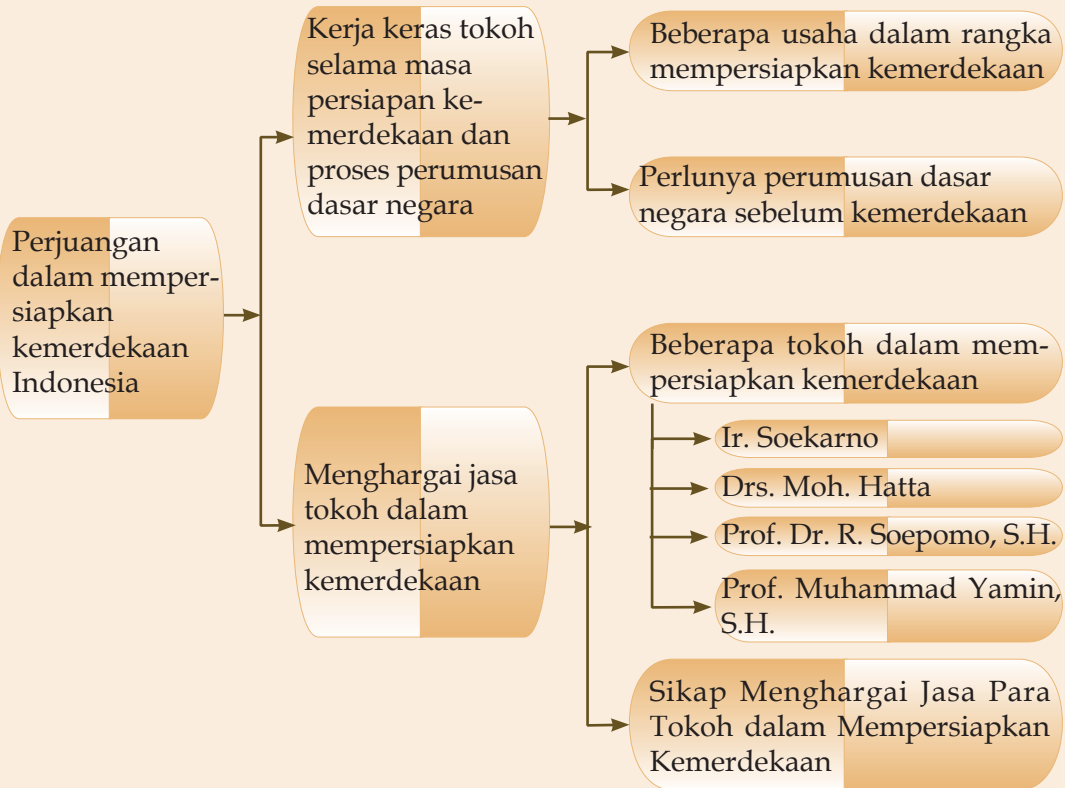 Perjuangan
dalam memper-
siapkan
kemerdekaan
Indonesia
Kerja keras tokoh
selama masa
persiapan ke-
merdekaan dan
proses perumusan
dasar negara
Beberapa usaha dalam rangka
mempersiapkan kemerdekaan
Perlunya perumusan dasar
negara sebelum kemerdekaan
Menghargai jasa
tokoh dalam
mempersiapkan
kemerdekaan
Beberapa tokoh dalam mem-
persiapkan kemerdekaan
Ir. Soekarno
Drs. Moh. Hatta
Prof. Dr. R. Soepomo, S.H.
Prof. Muhammad Yamin,
S.H.
Sikap Menghargai Jasa Para
Tokoh dalam Mempersiapkan
Kemerdekaan